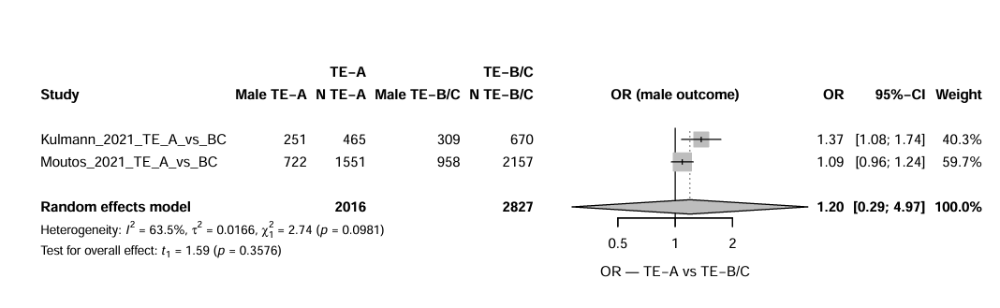 TE−A TE−B/C
Study Male TE−A N TE−A Male TE−B/C N TE−B/C OR (male outcome) OR 95%−CI Weight
Kulmann_2021_TE_A_vs_BC 251 465 309 670 1.37 [1.08; 1.74] 40.3%
Moutos_2021_TE_A_vs_BC 722 1551 958 2157 1.09 [0.96; 1.24] 59.7%
Random effects model 2016 2827 1.20 [0.29; 4.97] 100.0%
Heterogeneity: I² = 63.5%, τ² = 0.0166, χ²₁ = 2.74 (p = 0.0981)
Test for overall effect: t₁ = 1.59 (p = 0.3576)
0.5 1 2
OR — TE−A vs TE−B/C